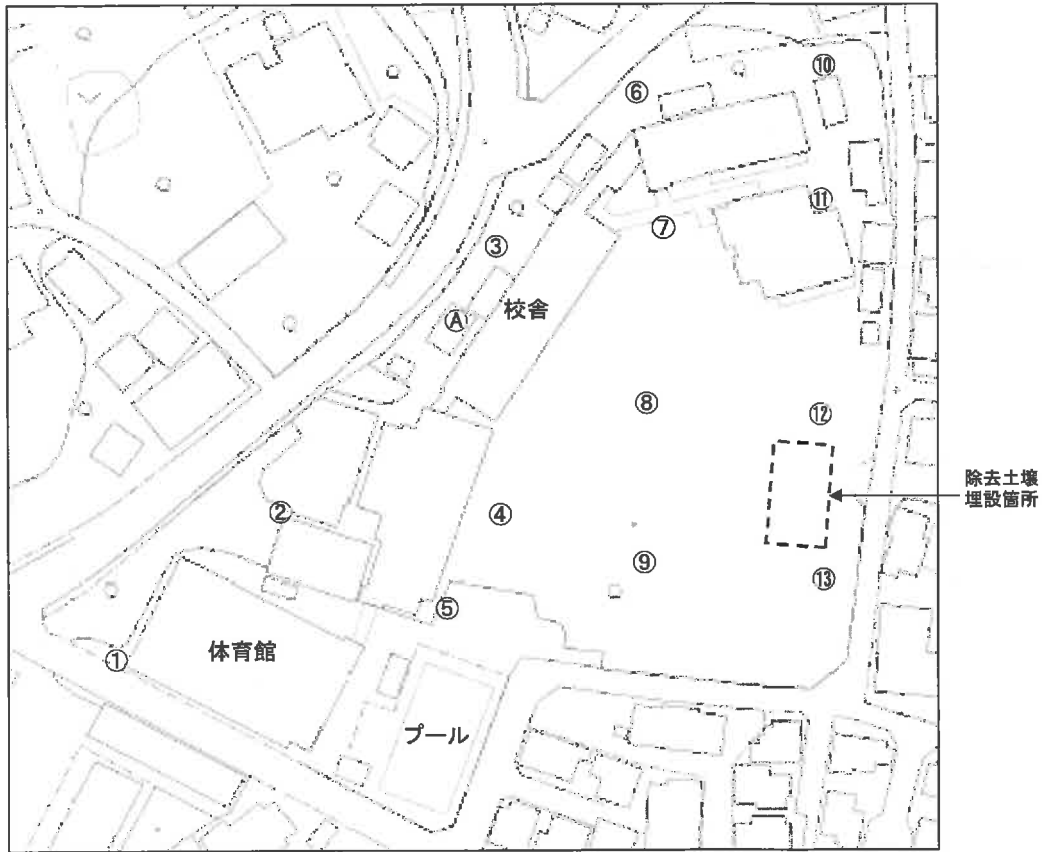 ⑩
⑥
⑪
⑦
③
校舎
Ⓐ
⑧
⑫
除去土壌
埋設箇所
②
④
⑨
⑬
⑤
体育館
①
プール